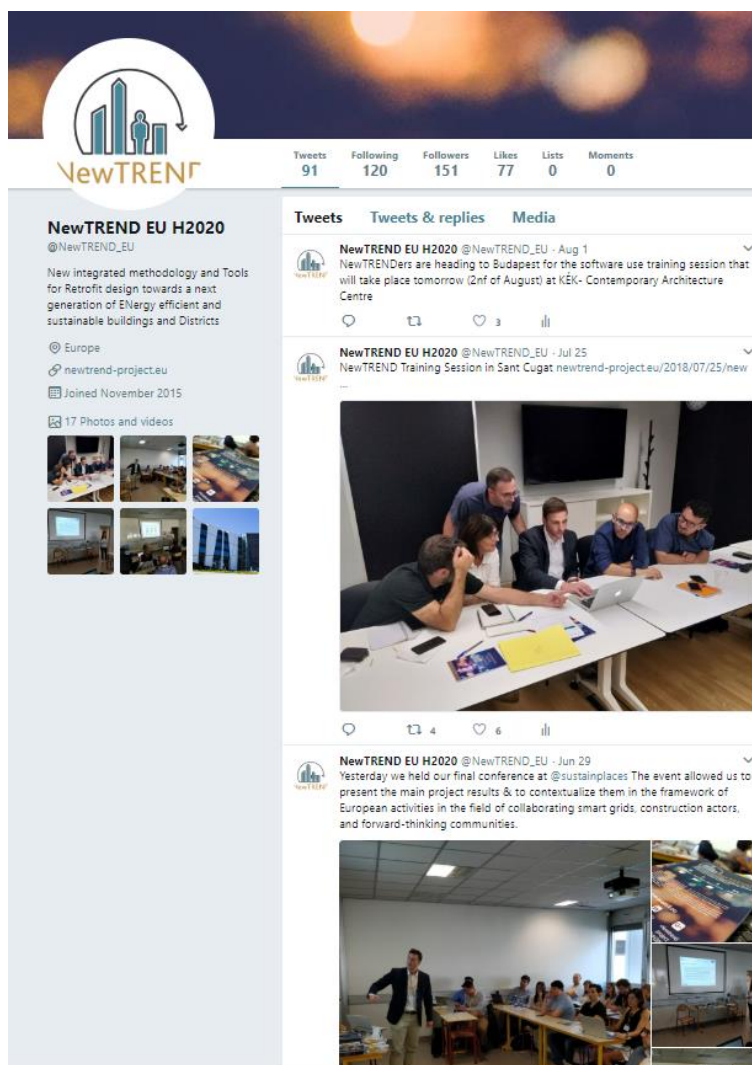 NewTREND
Tweets Following Followers Likes Lists Moments
91 120 151 77 0 0
NewTREND EU H2020
@NewTREND_EU
New integrated methodology and Tools
for Retrofit design towards a next
generation of ENergy efficient and
sustainable buildings and Districts
Europe
newtrend-project.eu
Joined November 2015
17 Photos and videos
Tweets Tweets & replies Media
NewTREND EU H2020 @NewTREND_EU · Aug 1
NewTRENDers are heading to Budapest for the software use training session that
will take place tomorrow (2nf of August) at KÉK- Contemporary Architecture
Centre
3
NewTREND EU H2020 @NewTREND_EU · Jul 25
NewTREND Training Session in Sant Cugat newtrend-project.eu/2018/07/25/new
...
4 6
NewTREND EU H2020 @NewTREND_EU · Jun 29
Yesterday we held our final conference at @sustainplaces The event allowed us to
present the main project results & to contextualize them in the framework of
European activities in the field of collaborating smart grids, construction actors,
and forward-thinking communities.